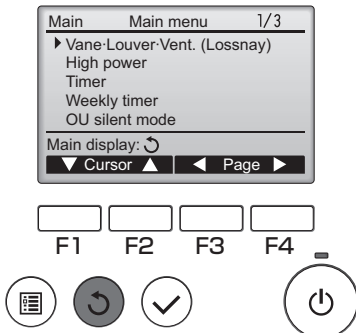 Main Main menu 1/3
Vane·Louver·Vent. (Lossnay)
High power
Timer
Weekly timer
OU silent mode
Main display:
Cursor Page
F1 F2 F3 F4